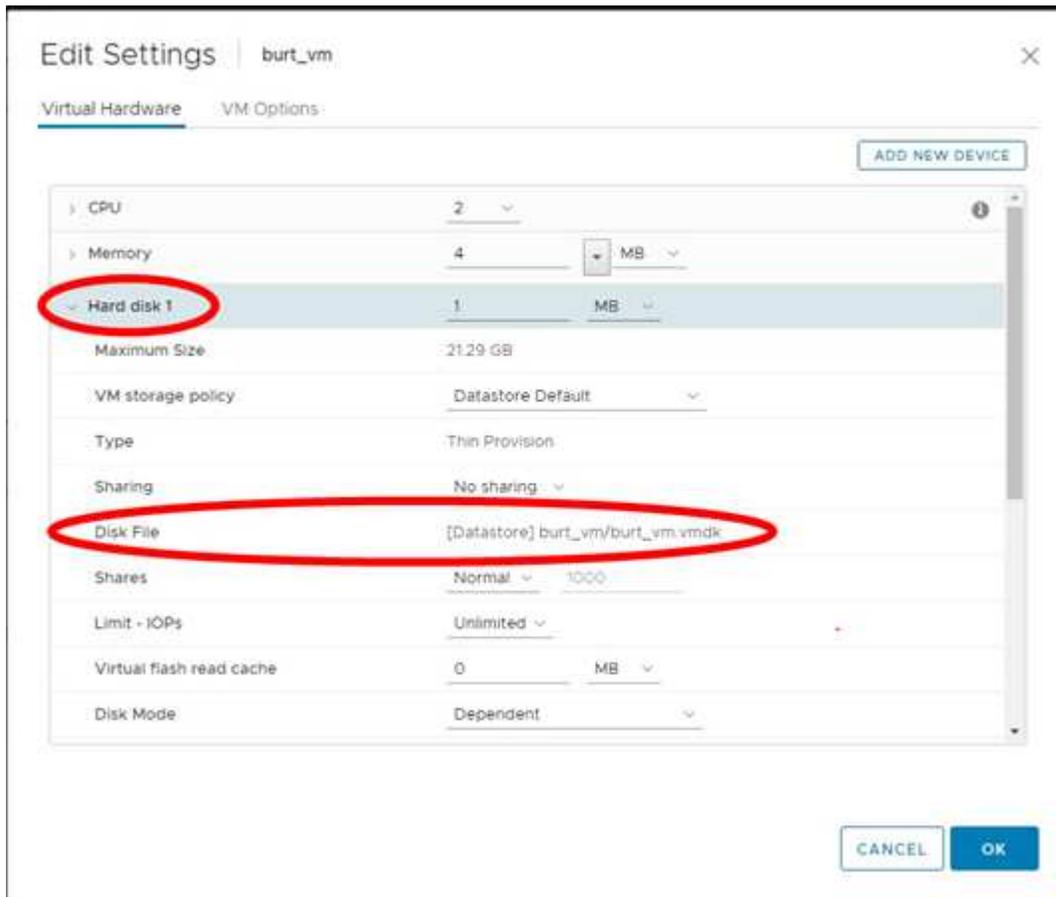 Edit Settings burt_vm
Virtual Hardware VM Options
ADD NEW DEVICE
CPU 2
Memory 4 MB
Hard disk 1 1 MB
Maximum Size 21.29 GB
VM storage policy Datastore Default
Type Thin Provision
Sharing No sharing
Disk File [Datastore] burt_vm/burt_vm.vmdk
Shares Normal 1000
Limit - IOPs Unlimited
Virtual flash read cache 0 MB
Disk Mode Dependent
CANCEL OK